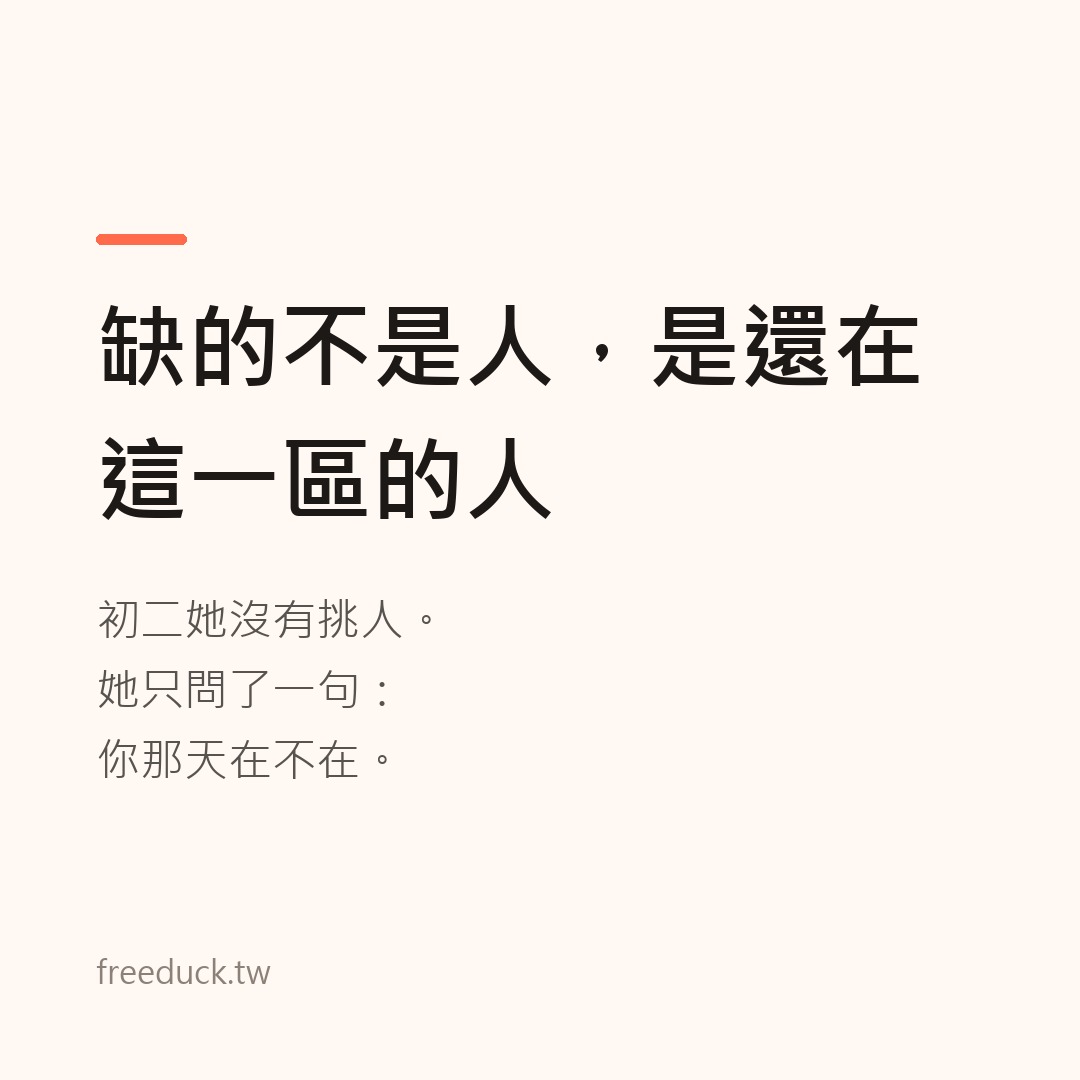 缺的不是人，是還在
這一區的人
初二她沒有挑人。
她只問了一句：
你那天在不在。
freeduck.tw